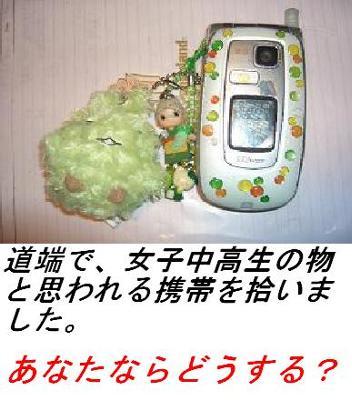 道端で、女子中高生の物
と思われる携帯を拾いま
した。
あなたならどうする？